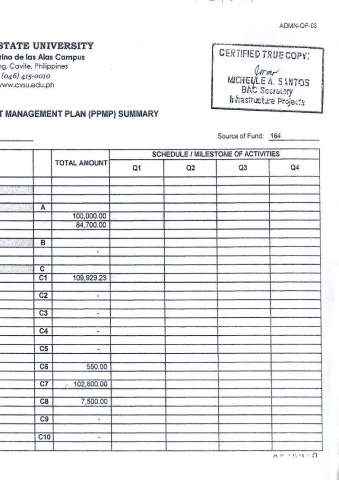 ADMN-QF-03
STATE UNIVERSITY
rino de las Alas Campus
ng, Cavite, Philippines
(046) 415-0010
www.cvsu.edu.ph
CERTIFIED TRUE COPY:
MICHELLE A. SANTOS
BAC Secretary
Infrastructure Projects
T MANAGEMENT PLAN (PPMP) SUMMARY
Source of Fund: 164
TOTAL AMOUNT SCHEDULE / MILESTONE OF ACTIVITIES
Q1 Q2 Q3 Q4
A
100,000.00
84,700.00
B
-
C
C1 109,929.23
C2 -
C3 -
C4 -
C5 -
C6 550.00
C7 102,800.00
C8 7,500.00
C9 -
C10 -